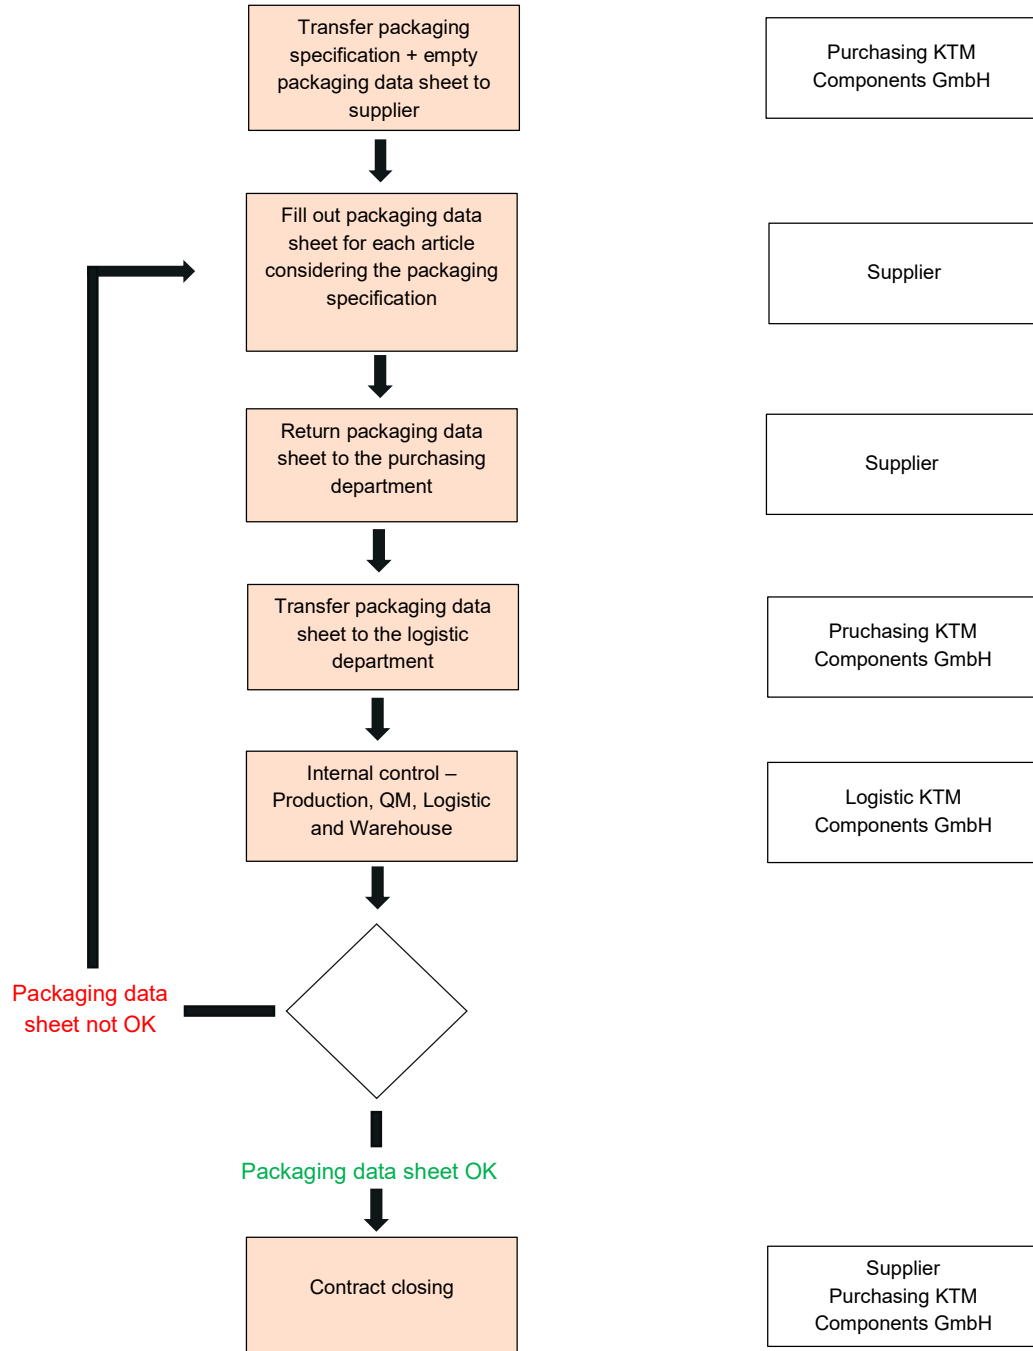 Transfer packaging
specification + empty
packaging data sheet to
supplier
Purchasing KTM
Components GmbH
Fill out packaging data
sheet for each article
considering the packaging
specification
Supplier
Return packaging data
sheet to the purchasing
department
Supplier
Transfer packaging data
sheet to the logistic
department
Pruchasing KTM
Components GmbH
Internal control –
Production, QM, Logistic
and Warehouse
Logistic KTM
Components GmbH
Packaging data
sheet not OK
Packaging data sheet OK
Contract closing
Supplier
Purchasing KTM
Components GmbH